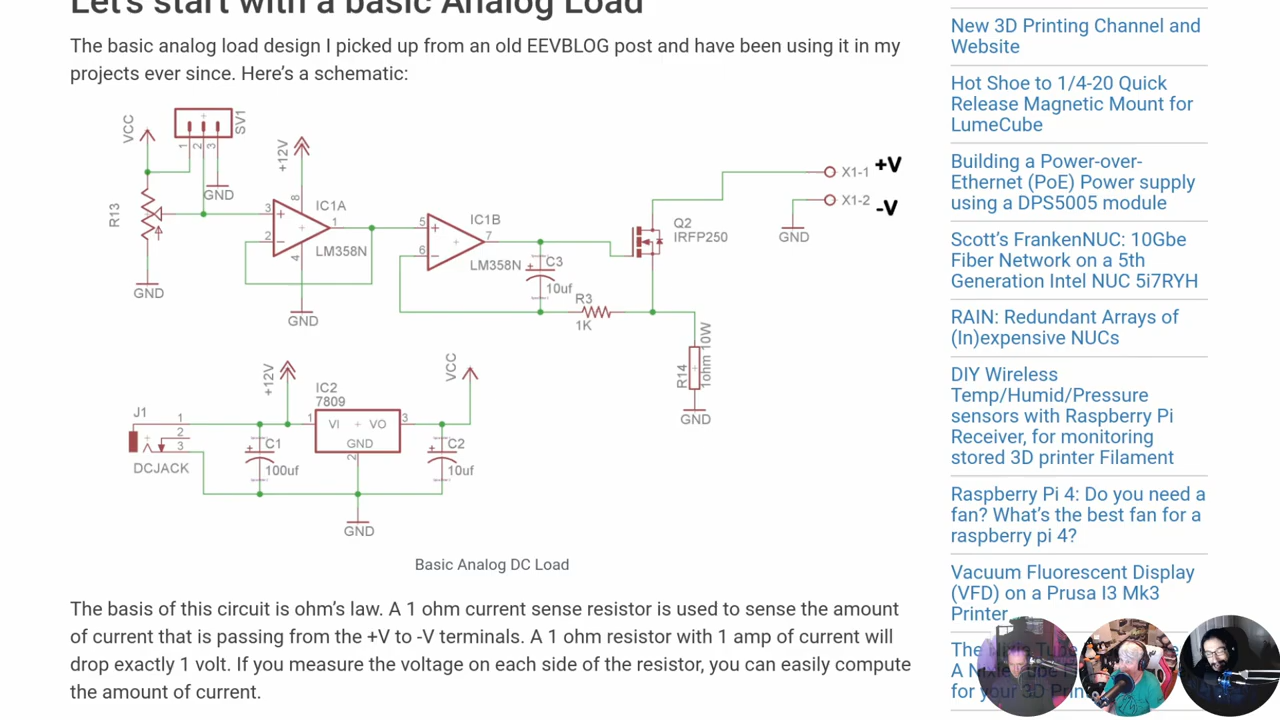 Let's start with a basic Analog Load
The basic analog load design I picked up from an old EEVBLOG post and have been using it in my
projects ever since. Here's a schematic:
VCC
SV1
1
2
3
+12V
GND
R13
GND
3
2
8
4
1
IC1A
LM358N
GND
5
6
7
IC1B
LM358N
C3
10uf
R3
1K
Q2
IRFP250
X1-1 +V
X1-2 -V
GND
R14
1ohm 10W
GND
J1
1
2
3
DCJACK
+12V
C1
100uf
IC2
7809
1
VI
VO
GND
2
3
VCC
C2
10uf
GND
Basic Analog DC Load
The basis of this circuit is ohm's law. A 1 ohm current sense resistor is used to sense the amount
of current that is passing from the +V to -V terminals. A 1 ohm resistor with 1 amp of current will
drop exactly 1 volt. If you measure the voltage on each side of the resistor, you can easily compute
the amount of current.
New 3D Printing Channel and
Website
Hot Shoe to 1/4-20 Quick
Release Magnetic Mount for
LumeCube
Building a Power-over-
Ethernet (PoE) Power supply
using a DPS5005 module
Scott's FrankenNUC: 10Gbe
Fiber Network on a 5th
Generation Intel NUC 5i7RYH
RAIN: Redundant Arrays of
(In)expensive NUCs
DIY Wireless
Temp/Humid/Pressure
sensors with Raspberry Pi
Receiver, for monitoring
stored 3D printer Filament
Raspberry Pi 4: Do you need a
fan? What's the best fan for a
raspberry pi 4?
Vacuum Fluorescent Display
(VFD) on a Prusa I3 Mk3
Printer
The Nixie Tube
A Nixie Tube
for your 3D